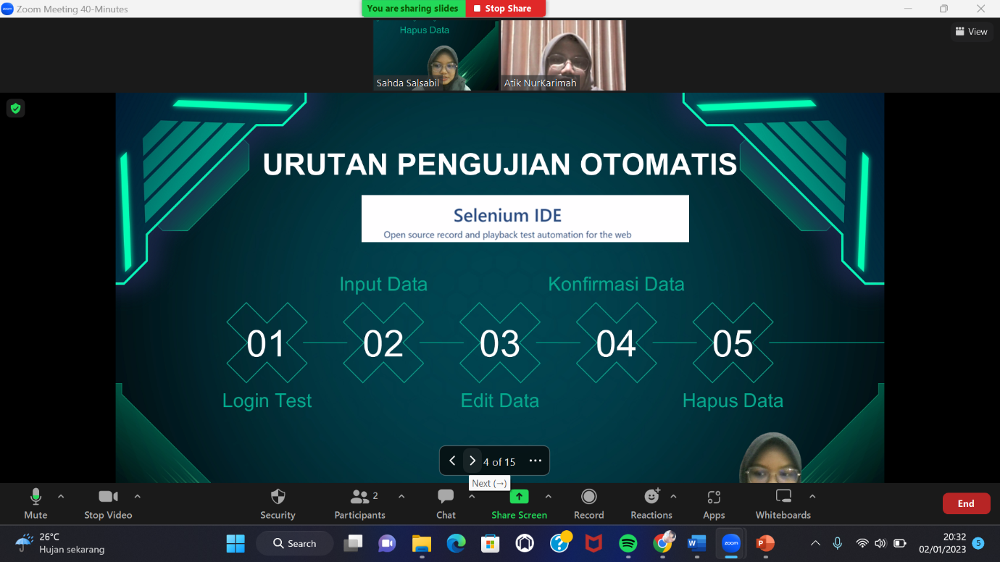 Zoom Meeting 40-Minutes
You are sharing slides
Stop Share
View
Hapus Data
Sahda Salsabil
Atik NurKarimah
URUTAN PENGUJIAN OTOMATIS
Selenium IDE
Open source record and playback test automation for the web
Input Data
Konfirmasi Data
01
02
03
04
05
Login Test
Edit Data
Hapus Data
4 of 15
Next (→)
Mute
Stop Video
Security
2
Participants
Chat
Share Screen
Record
Reactions
Apps
Whiteboards
End
26°C
Hujan sekarang
Search
zoom
20:32
02/01/2023
5